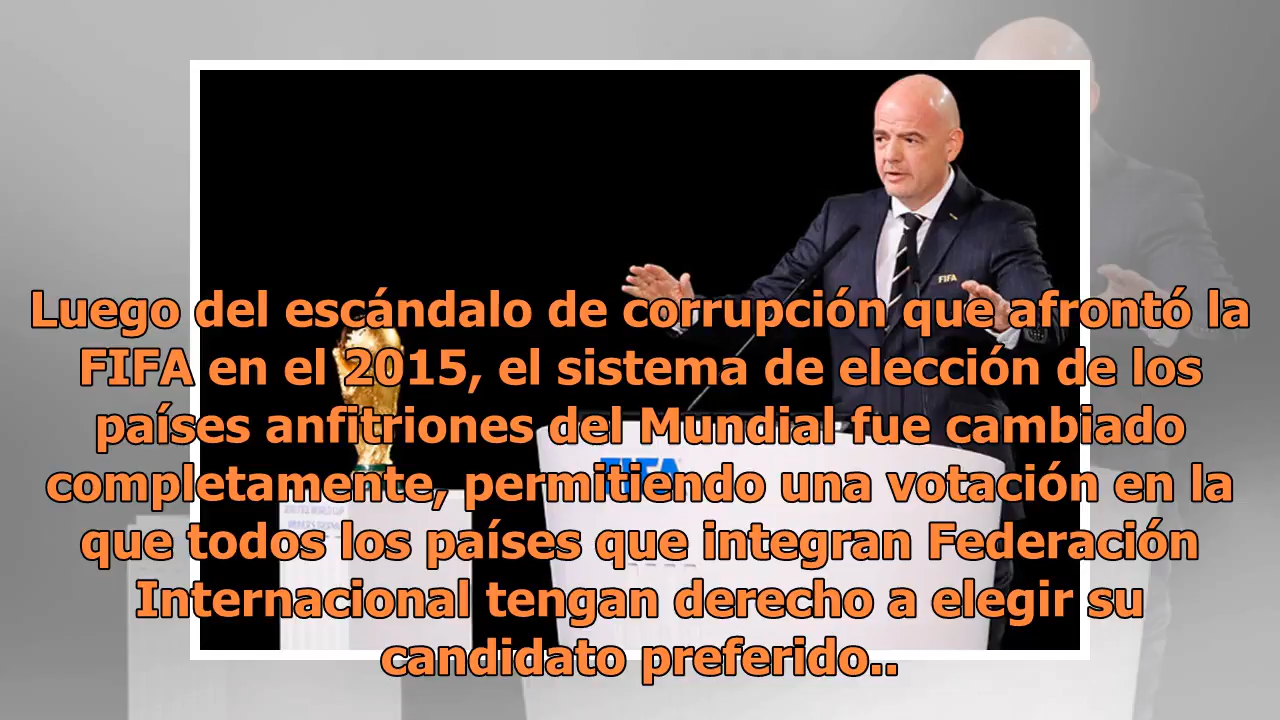 FIFA
Luego del escándalo de corrupción que afrontó la
FIFA en el 2015, el sistema de elección de los
países anfitriones del Mundial fue cambiado
completamente, permitiendo una votación en la
que todos los países que integran Federación
Internacional tengan derecho a elegir su
candidato preferido..
FIFA